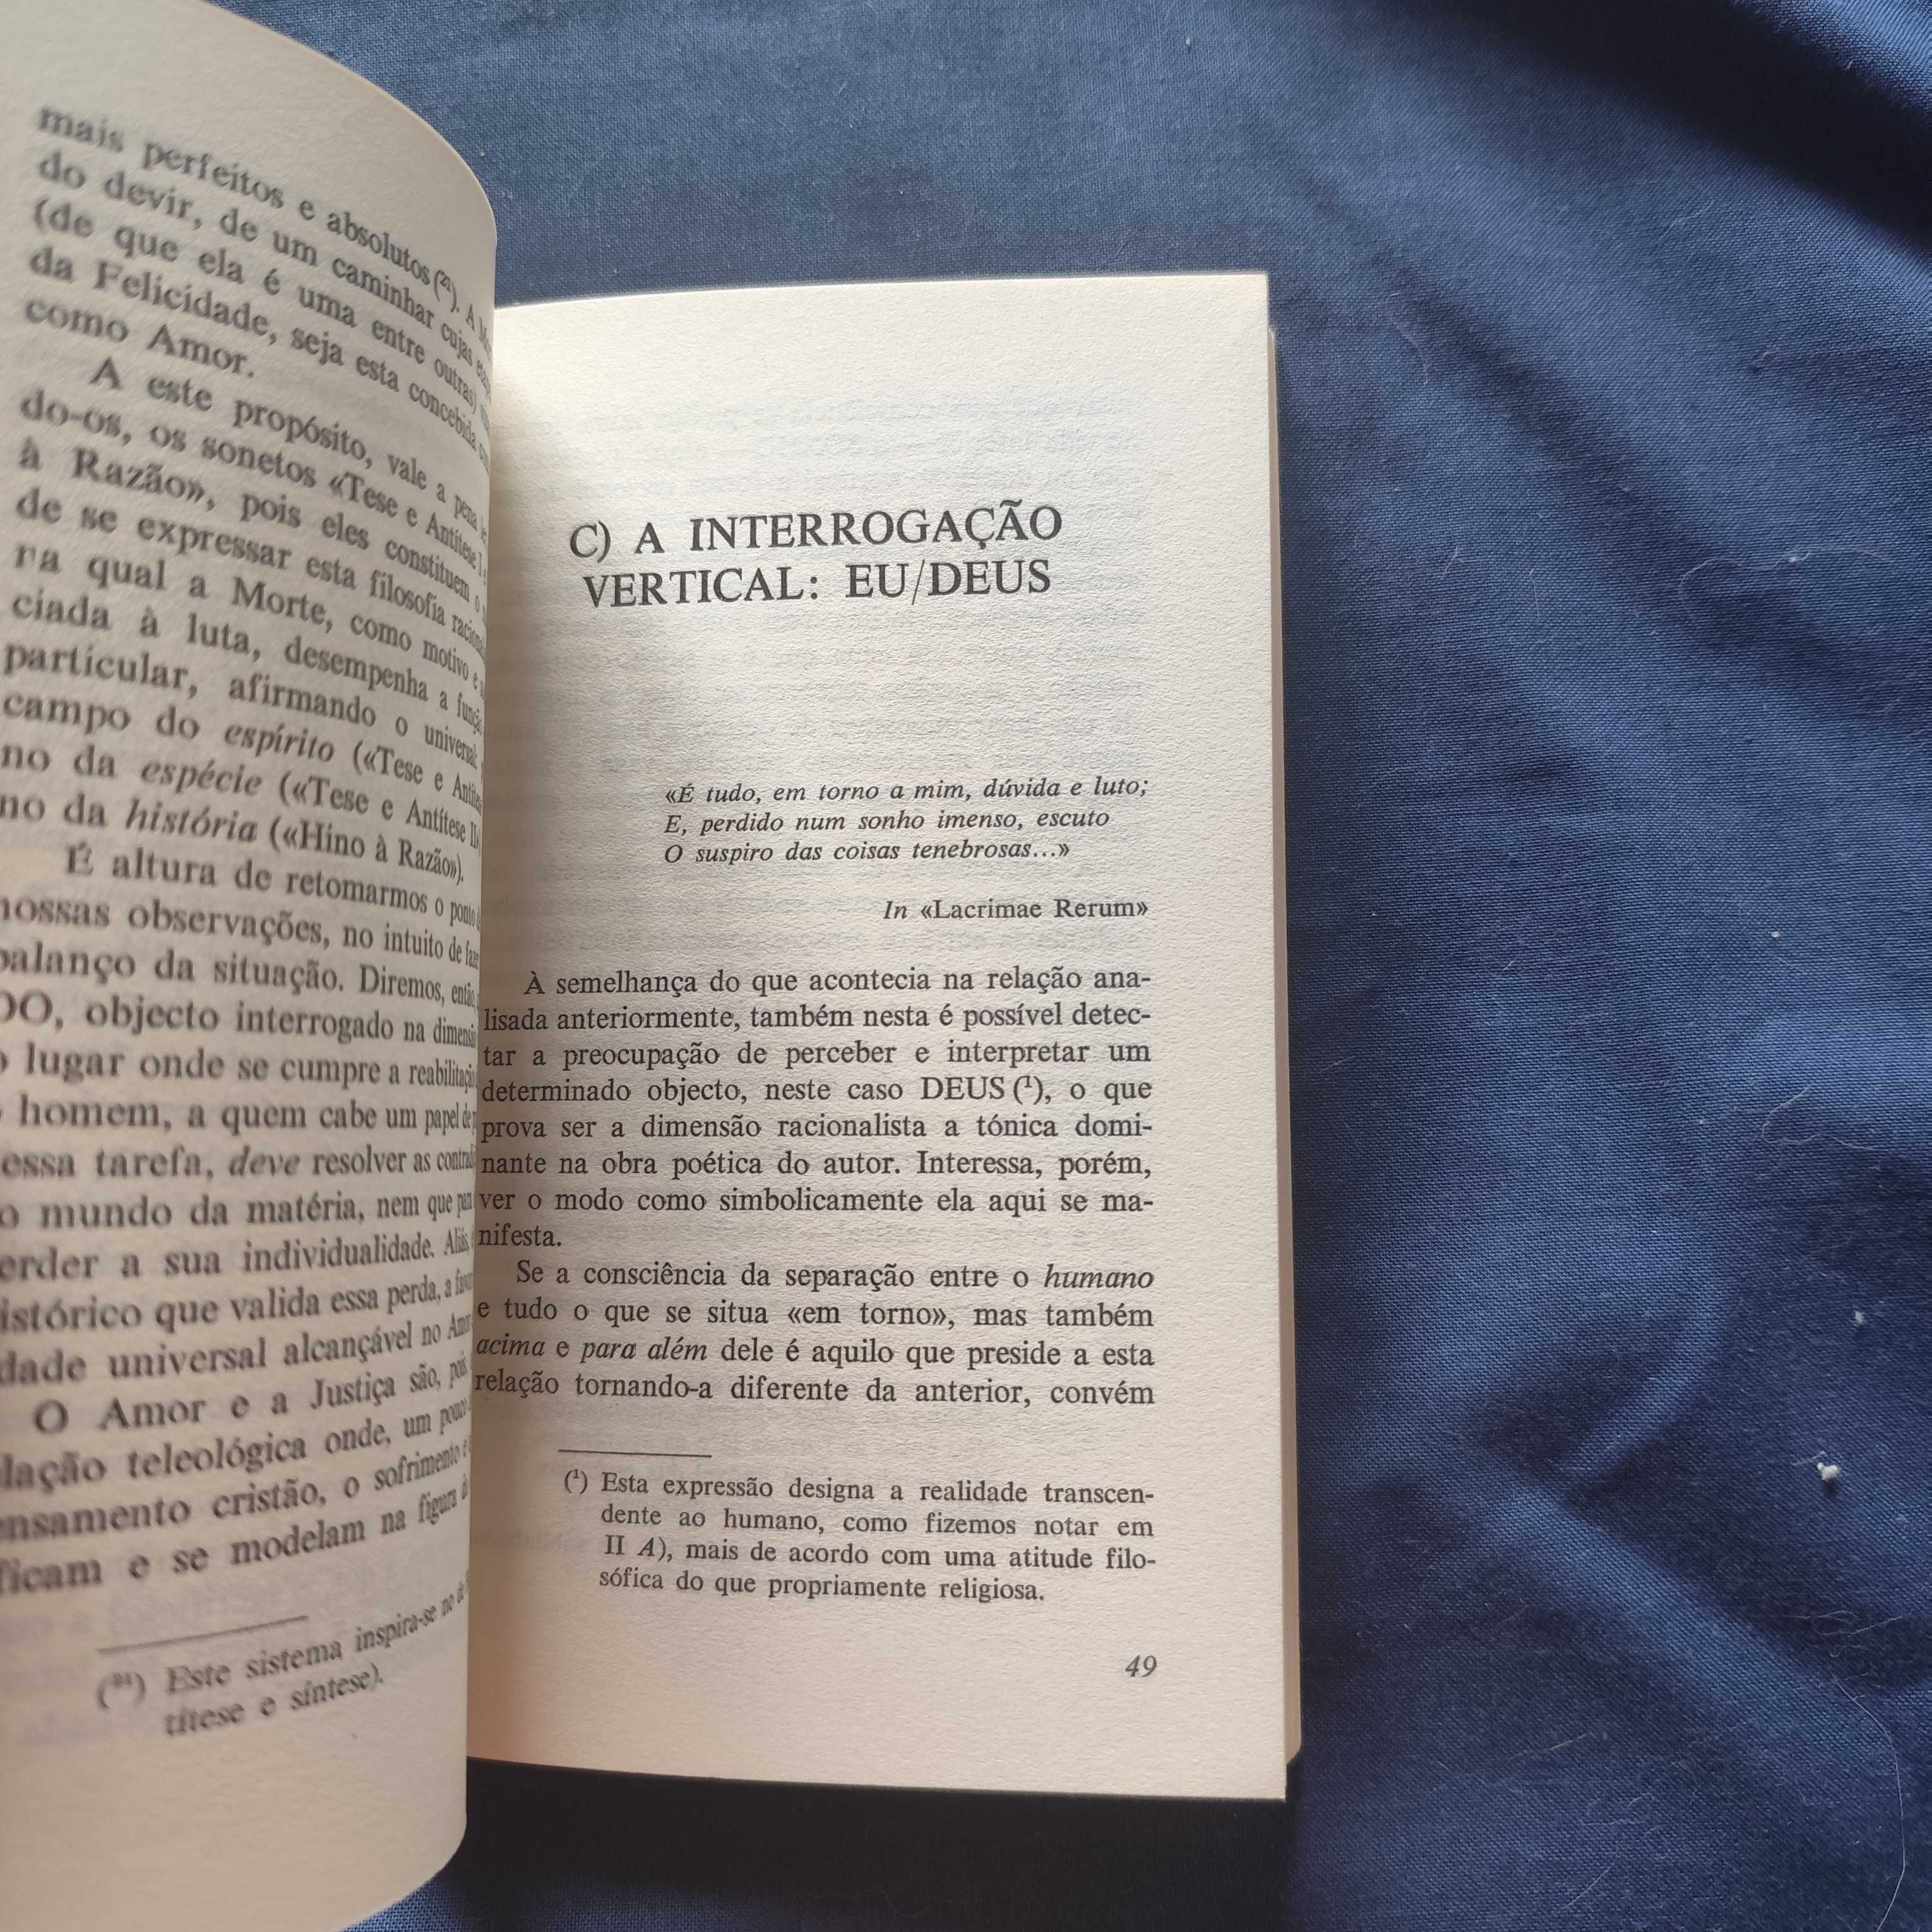 mais perfeitos e absolutos (²¹). A
do devir, de um caminhar cujas
(de que ela é uma entre outras)
da Felicidade, seja esta concebida
como Amor.
A este propósito, vale a pena
do-os, os sonetos «Tese e Antítese I e
à Razão», pois eles constituem o
de se expressar esta filosofia
ra qual a Morte, como motivo e
ciada à luta, desempenha a
particular, afirmando o universal:
campo do espírito («Tese e
no da espécie («Tese e Antítese II»)
no da história («Hino à Razão»).
É altura de retomarmos o ponto
nossas observações, no intuito de
balanço da situação. Diremos, então,
DO, objecto interrogado na
o lugar onde se cumpre a
o homem, a quem cabe um papel de
essa tarefa, deve resolver as
o mundo da matéria, nem que
erder a sua individualidade.
istórico que valida essa perda, a
dade universal alcançável no
O Amor e a Justiça são, pois,
lação teleológica onde, um pouco
ensamento cristão, o sofrimento e
ficam e se modelam na figura
(²¹) Este sistema inspira-se no de
títese e síntese).
C) A INTERROGAÇÃO
VERTICAL: EU/DEUS
«É tudo, em torno a mim, dúvida e luto;
E, perdido num sonho imenso, escuto
O suspiro das coisas tenebrosas...»
In «Lacrimae Rerum»
À semelhança do que acontecia na relação ana-
lisada anteriormente, também nesta é possível detec-
tar a preocupação de perceber e interpretar um
determinado objecto, neste caso DEUS (¹), o que
prova ser a dimensão racionalista a tónica domi-
nante na obra poética do autor. Interessa, porém,
ver o modo como simbolicamente ela aqui se ma-
nifesta.
Se a consciência da separação entre o humano
e tudo o que se situa «em torno», mas também
acima e para além dele é aquilo que preside a esta
relação tornando-a diferente da anterior, convém
(¹) Esta expressão designa a realidade transcen-
dente ao humano, como fizemos notar em
II A), mais de acordo com uma atitude filo-
sófica do que propriamente religiosa.
49